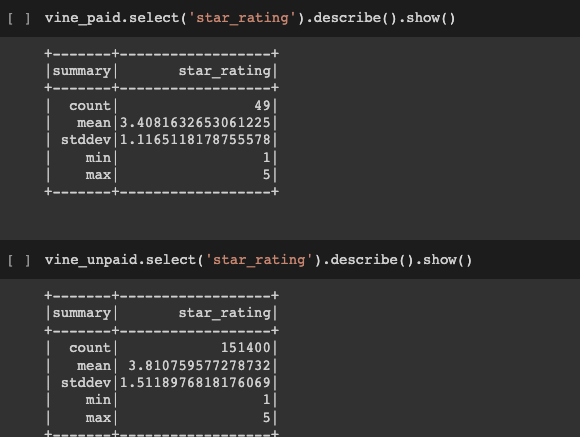 [ ] vine_paid.select('star_rating').describe().show()
+-------+------------------+
|summary|       star_rating|
+-------+------------------+
|  count|                49|
|   mean|3.4081632653061225|
| stddev|1.1165118178755578|
|    min|                 1|
|    max|                 5|
+-------+------------------+
[ ] vine_unpaid.select('star_rating').describe().show()
+-------+------------------+
|summary|       star_rating|
+-------+------------------+
|  count|            151400|
|   mean| 3.810759577278732|
| stddev|1.5118976818176069|
|    min|                 1|
|    max|                 5|
+-------+------------------+